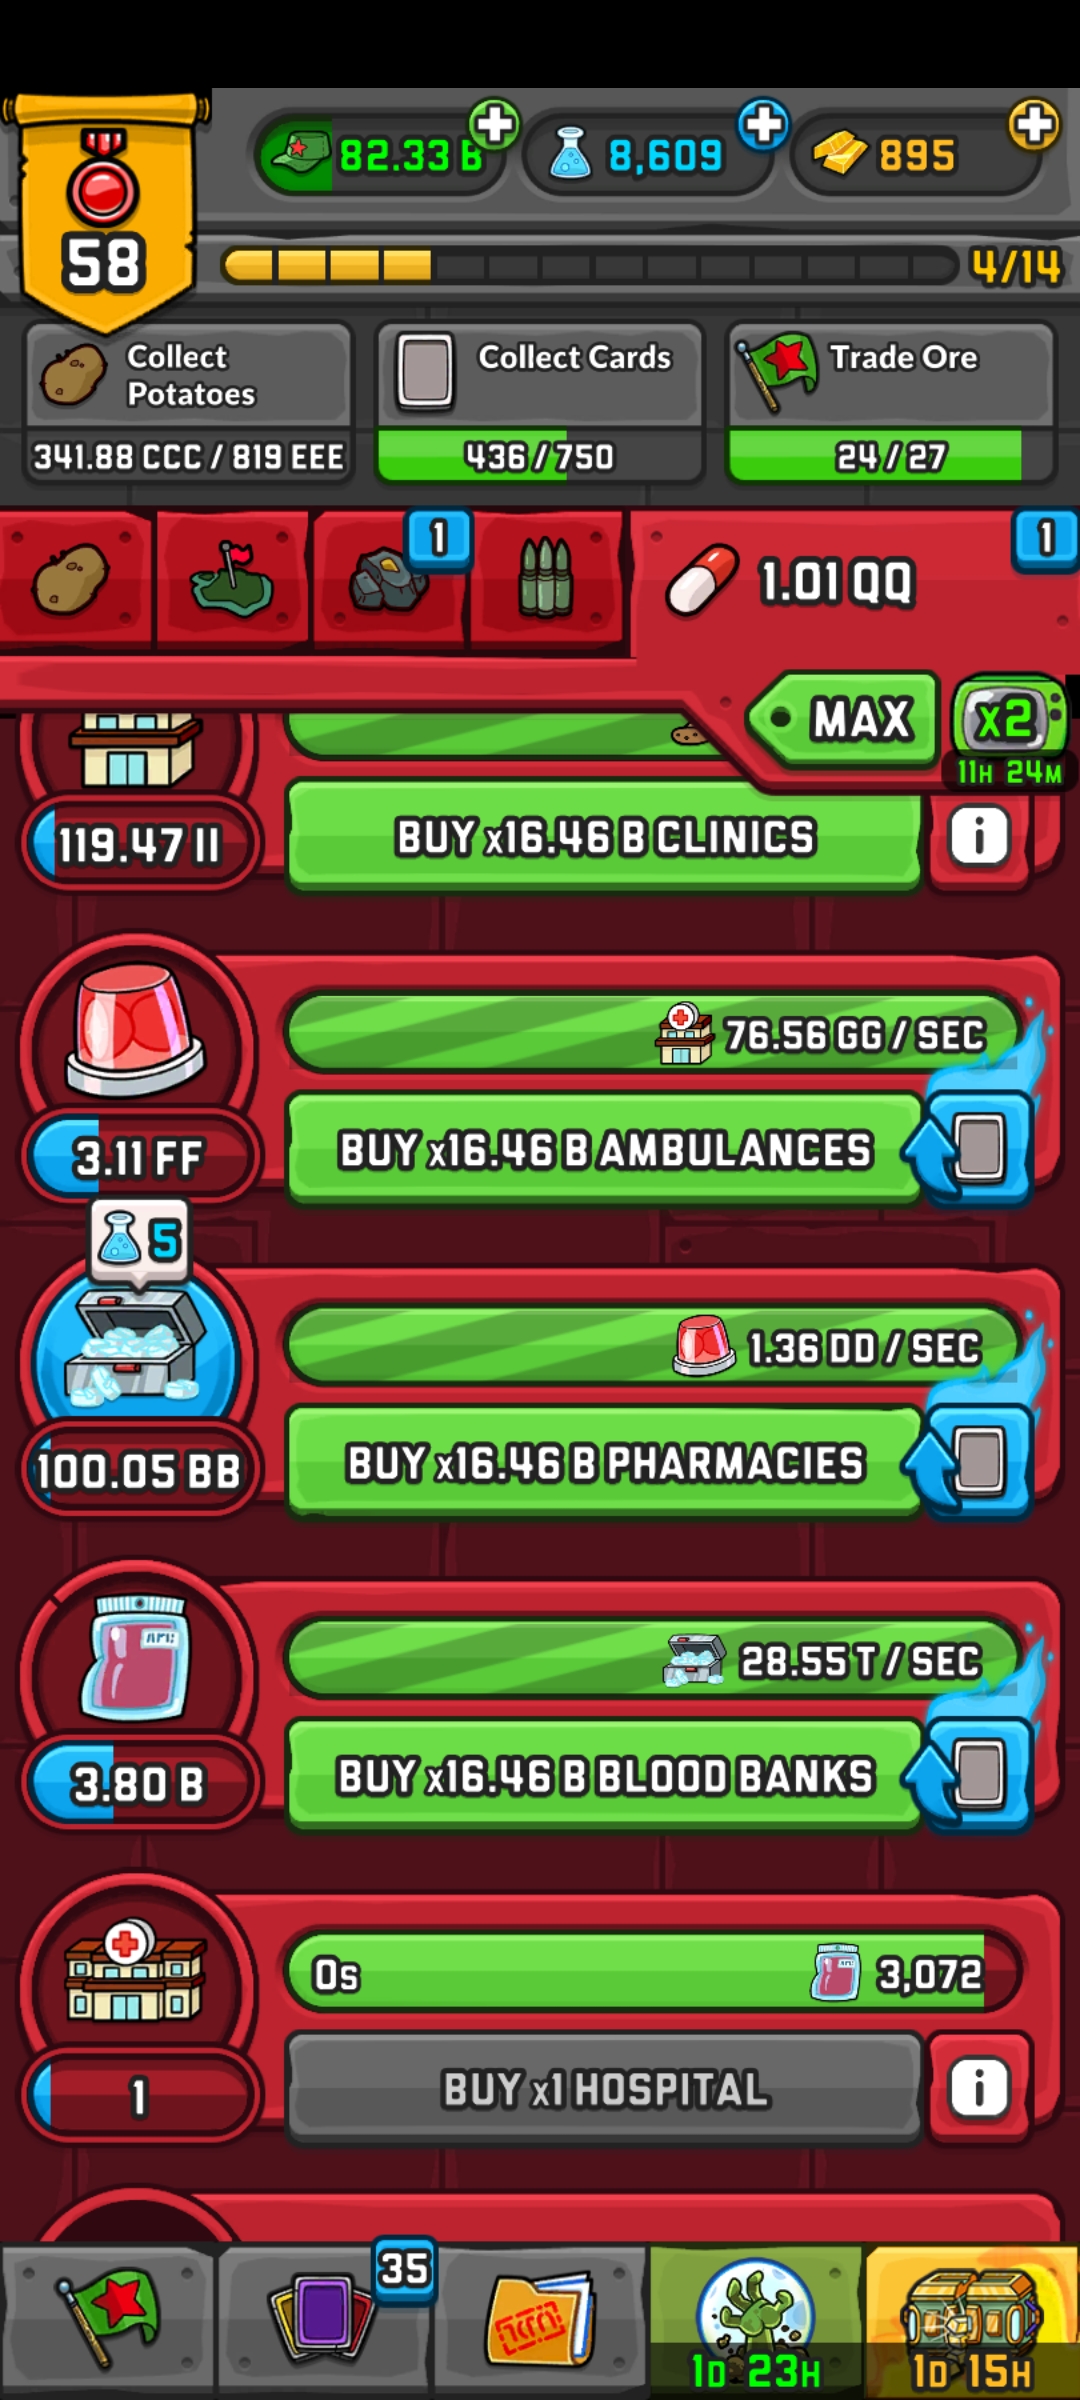 58
82.33 B
8,609
895
4/14
Collect
Potatoes
341.88 CCC / 819 EEE
Collect Cards
436 / 750
Trade Ore
24 / 27
1
1.01 QQ
1
MAX
x2
11H 24M
119.47 II
BUY x16.46 B CLINICS
i
76.56 GG / SEC
3.11 FF
BUY x16.46 B AMBULANCES
5
1.36 DD / SEC
100.05 BB
BUY x16.46 B PHARMACIES
28.55 T / SEC
3.80 B
BUY x16.46 B BLOOD BANKS
0s
3,072
1
BUY x1 HOSPITAL
i
35
1D 23H
1D 15H